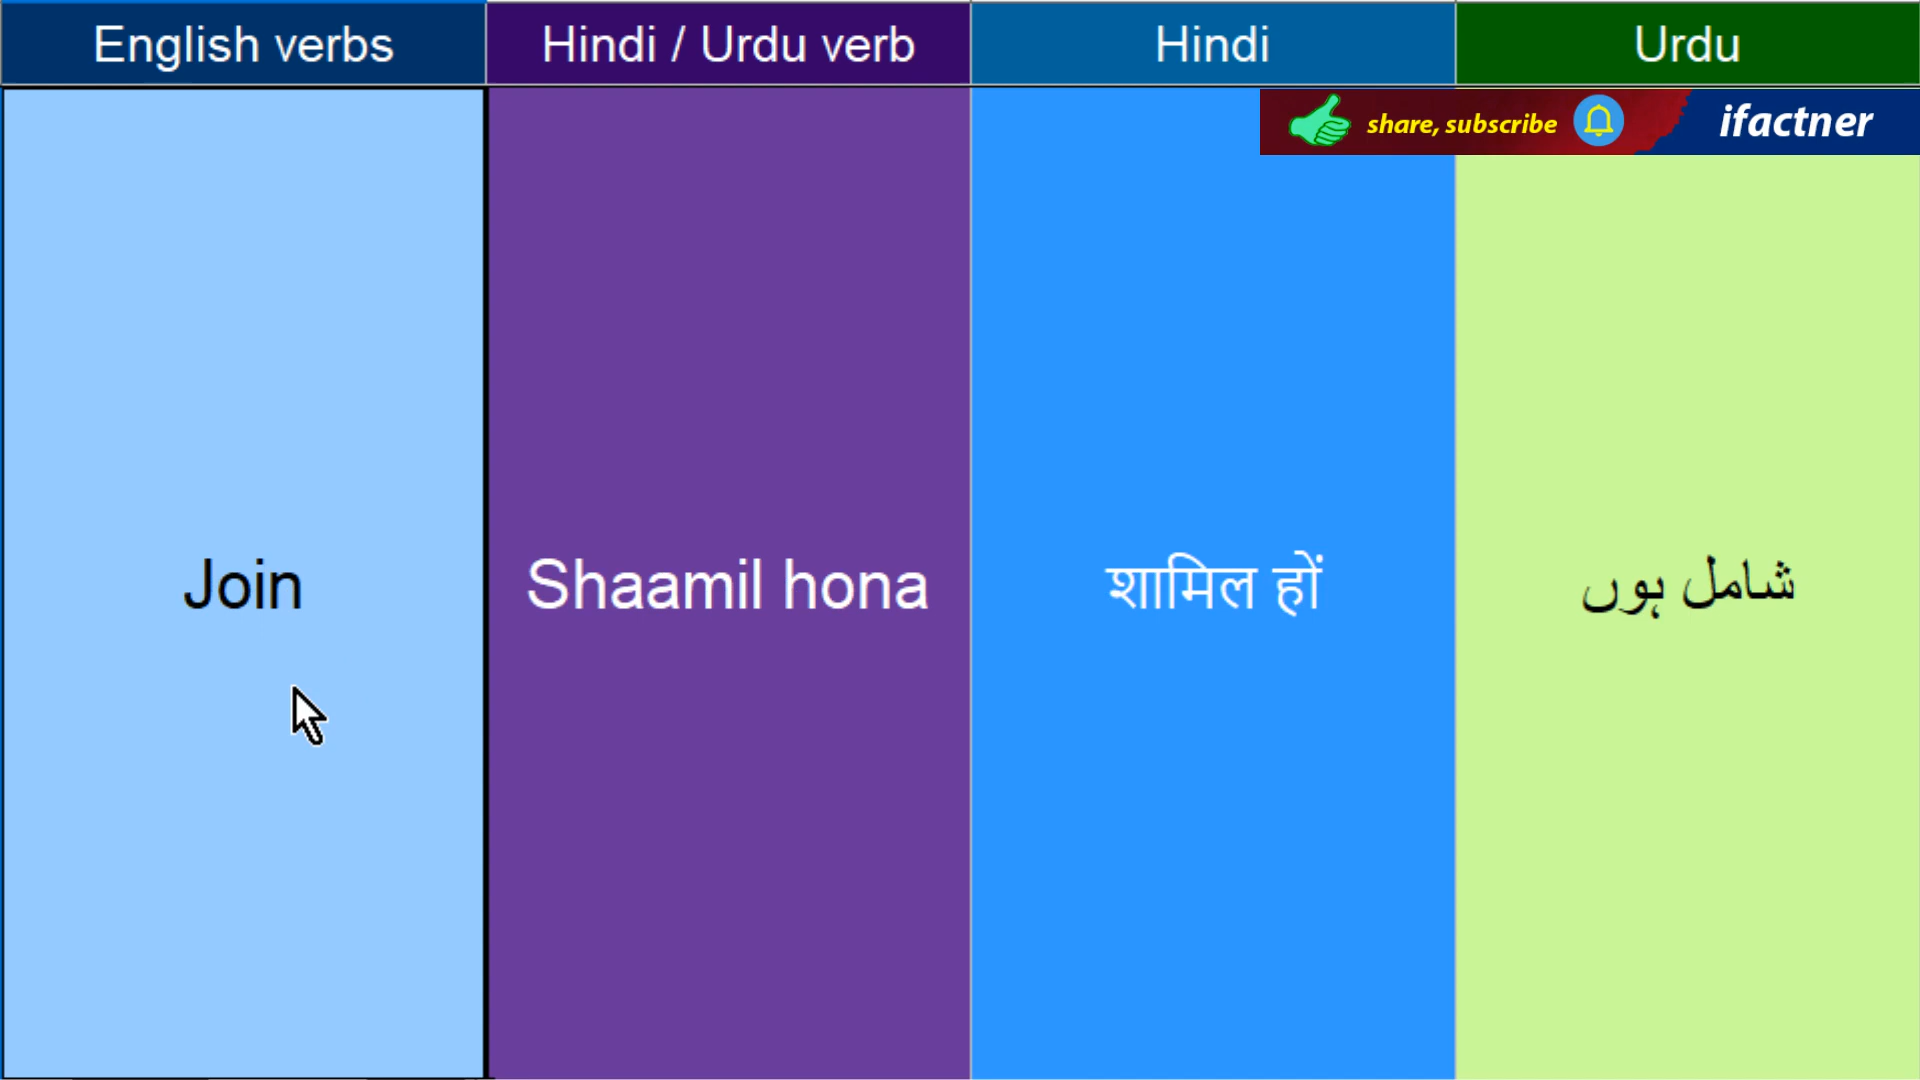 English verbs
Hindi / Urdu verb
Hindi
Urdu
share, subscribe
ifactner
Join
Shaamil hona
शामिल हों
شامل ہوں